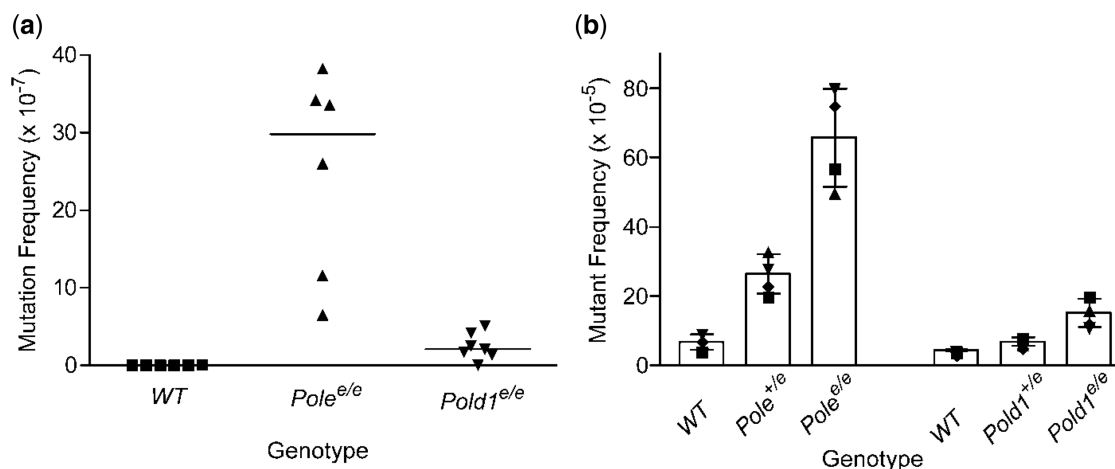 (a)
Mutation Frequency (x 10⁻⁷)
40
30
20
10
0
WT Poleᵉ/ᵉ Pold1ᵉ/ᵉ
Genotype
(b)
Mutant Frequency (x 10⁻⁵)
80
60
40
20
0
WT Pole⁺/ᵉ Poleᵉ/ᵉ WT Pold1⁺/ᵉ Pold1ᵉ/ᵉ
Genotype